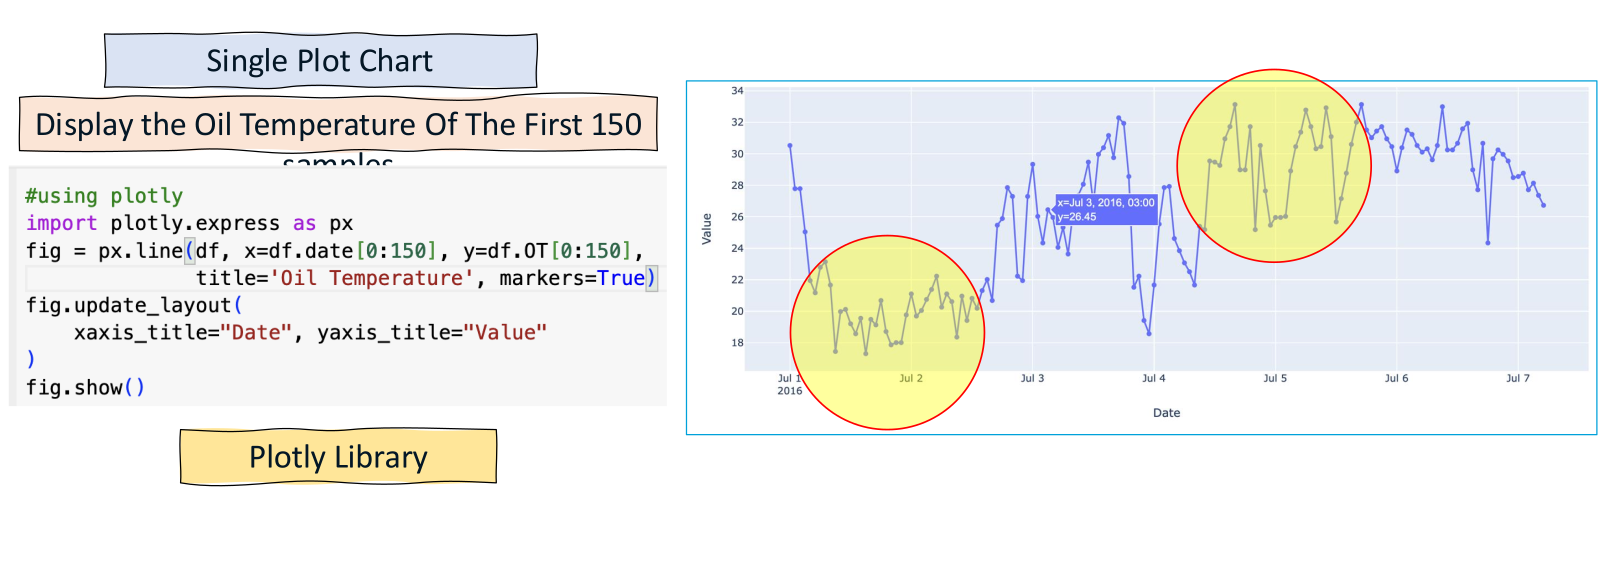 Single Plot Chart
Display the Oil Temperature Of The First 150
samples
#using plotly
import plotly.express as px
fig = px.line(df, x=df.date[0:150], y=df.OT[0:150],
title='Oil Temperature', markers=True)
fig.update_layout(
xaxis_title="Date", yaxis_title="Value"
)
fig.show()
Plotly Library
34
32
30
28
26
24
22
20
18
Value
x=Jul 3, 2016, 03:00
y=26.45
Jul 1 Jul 2 Jul 3 Jul 4 Jul 5 Jul 6 Jul 7
2016
Date